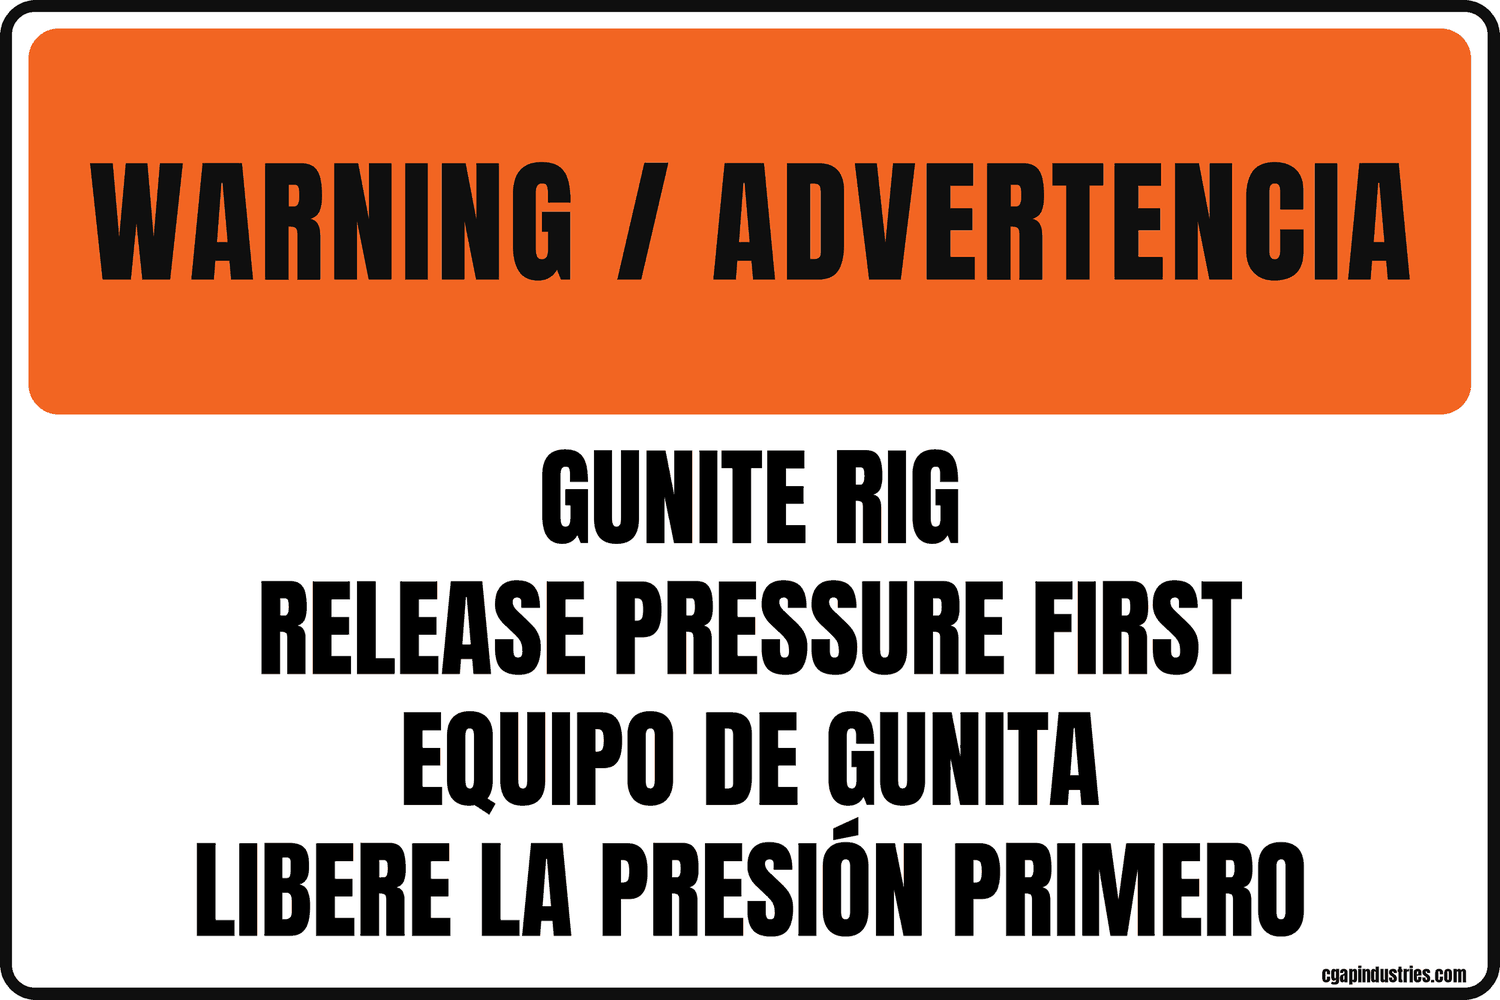 WARNING / ADVERTENCIA
GUNITE RIG
RELEASE PRESSURE FIRST
EQUIPO DE GUNITA
LIBERE LA PRESIÓN PRIMERO
cgapindustries.com